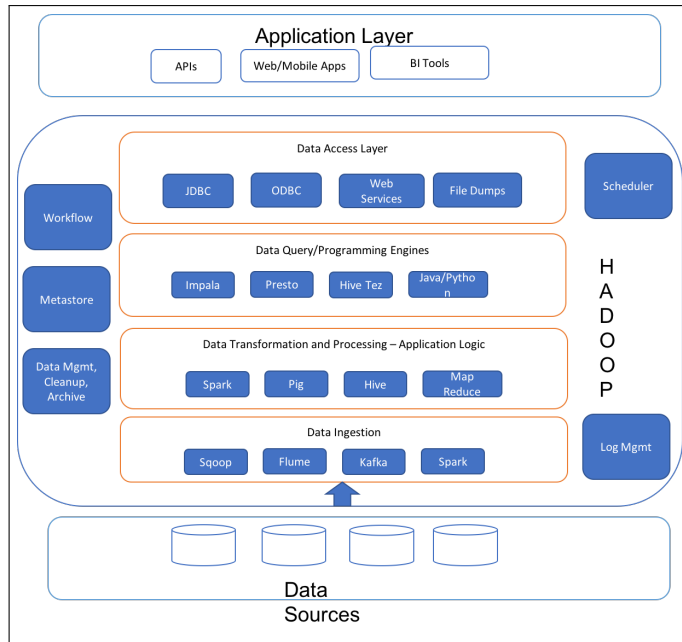 Application Layer
APIs
Web/Mobile Apps
BI Tools
Data Access Layer
JDBC
ODBC
Web
Services
File Dumps
Scheduler
Workflow
Data Query/Programming Engines
Impala
Presto
Hive Tez
Java/Pytho
n
Metastore
H
A
D
O
O
P
Data Transformation and Processing – Application Logic
Spark
Pig
Hive
Map
Reduce
Data Mgmt,
Cleanup,
Archive
Data Ingestion
Sqoop
Flume
Kafka
Spark
Log Mgmt
Data
Sources